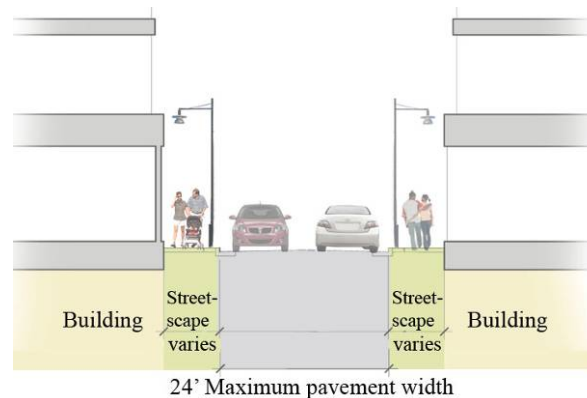 Building
Street-
scape
varies
Street-
scape
varies
Building
24' Maximum pavement width